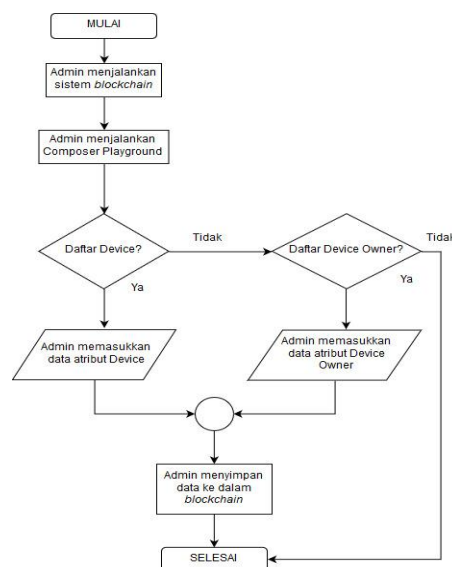 MULAI
Admin menjalankan
sistem blockchain
Admin menjalankan
Composer Playground
Daftar Device?
Tidak
Daftar Device Owner?
Tidak
Ya
Ya
Admin memasukkan
data atribut Device
Admin memasukkan
data atribut Device
Owner
Admin menyimpan
data ke dalam
blockchain
SELESAI